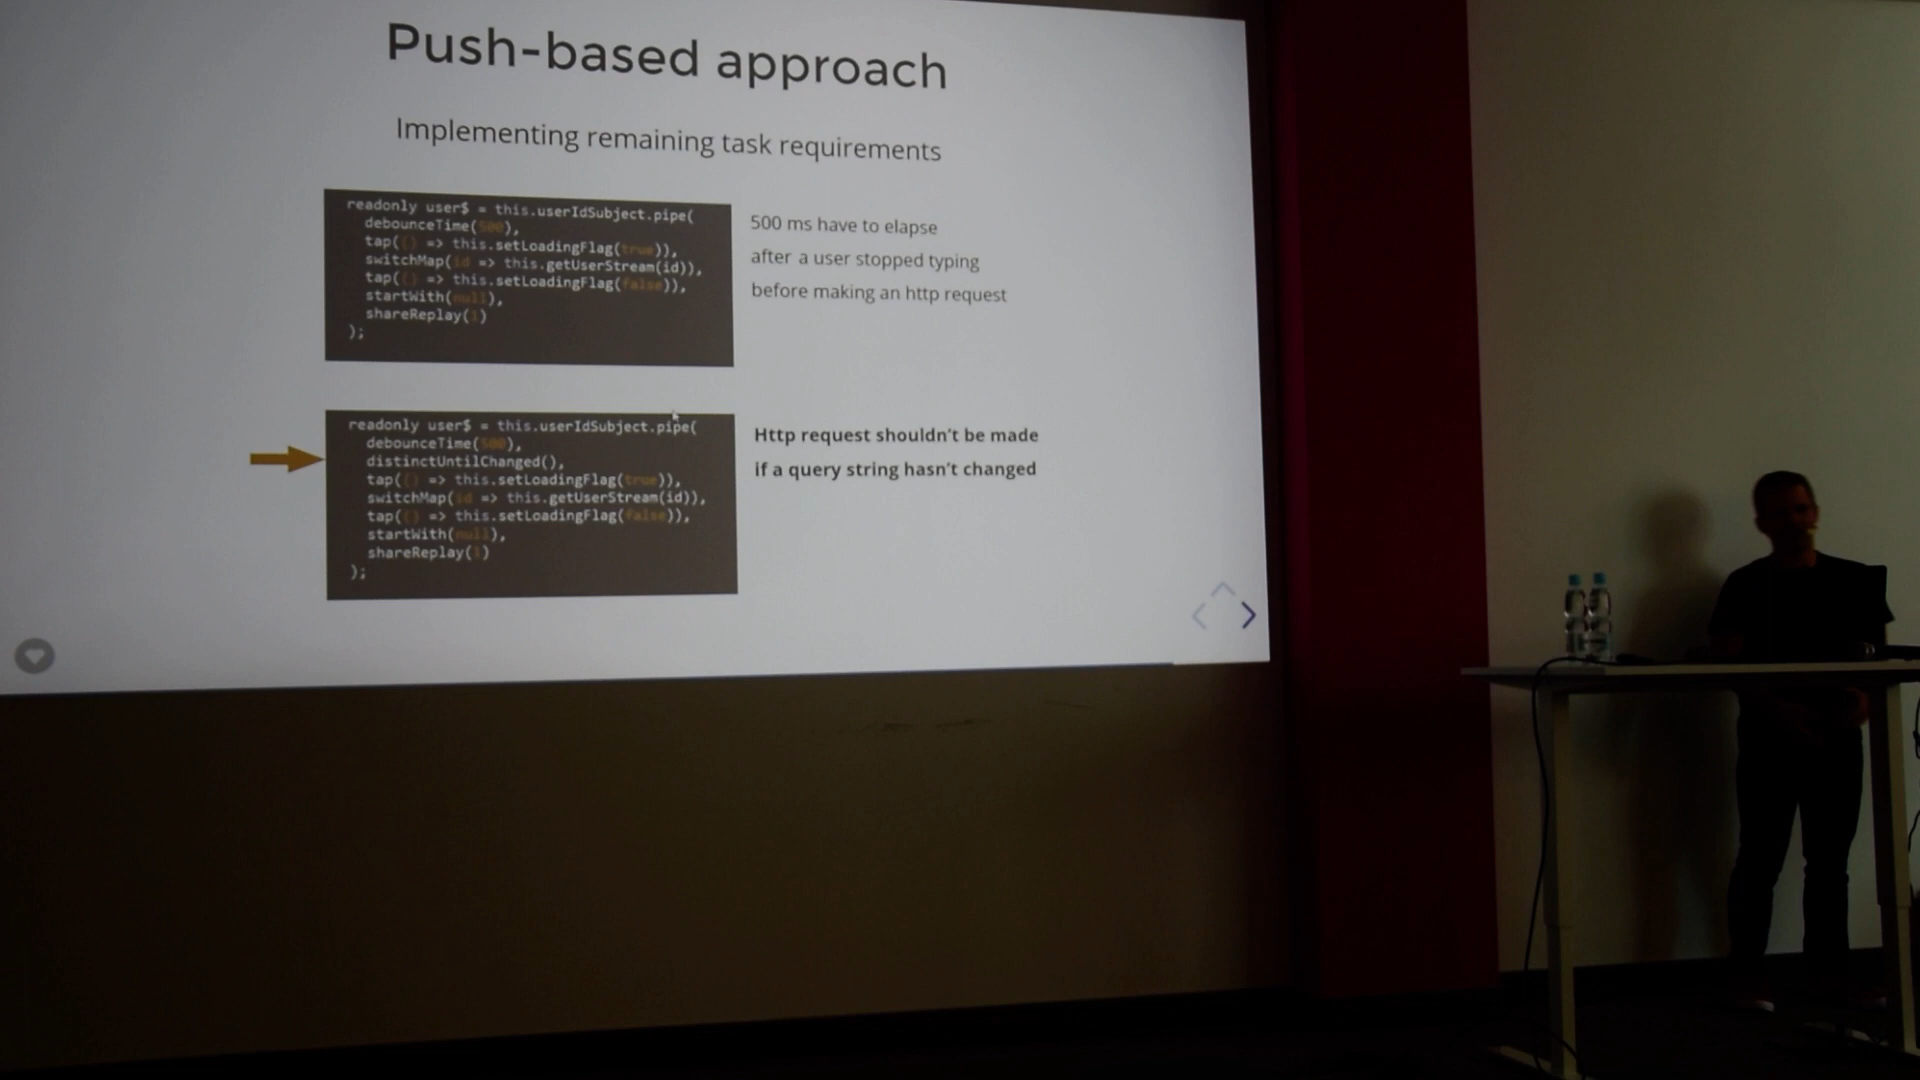 Push-based approach
Implementing remaining task requirements
readonly user$ = this.userIdSubject.pipe(
debounceTime(500),
tap(() => this.setLoadingFlag(true)),
switchMap(id => this.getUserStream(id)),
tap(() => this.setLoadingFlag(false)),
startWith(null),
shareReplay(1)
);
500 ms have to elapse
after a user stopped typing
before making an http request
readonly user$ = this.userIdSubject.pipe(
debounceTime(500),
distinctUntilChanged(),
tap(() => this.setLoadingFlag(true)),
switchMap(id => this.getUserStream(id)),
tap(() => this.setLoadingFlag(false)),
startWith(null),
shareReplay(1)
);
Http request shouldn't be made
if a query string hasn't changed